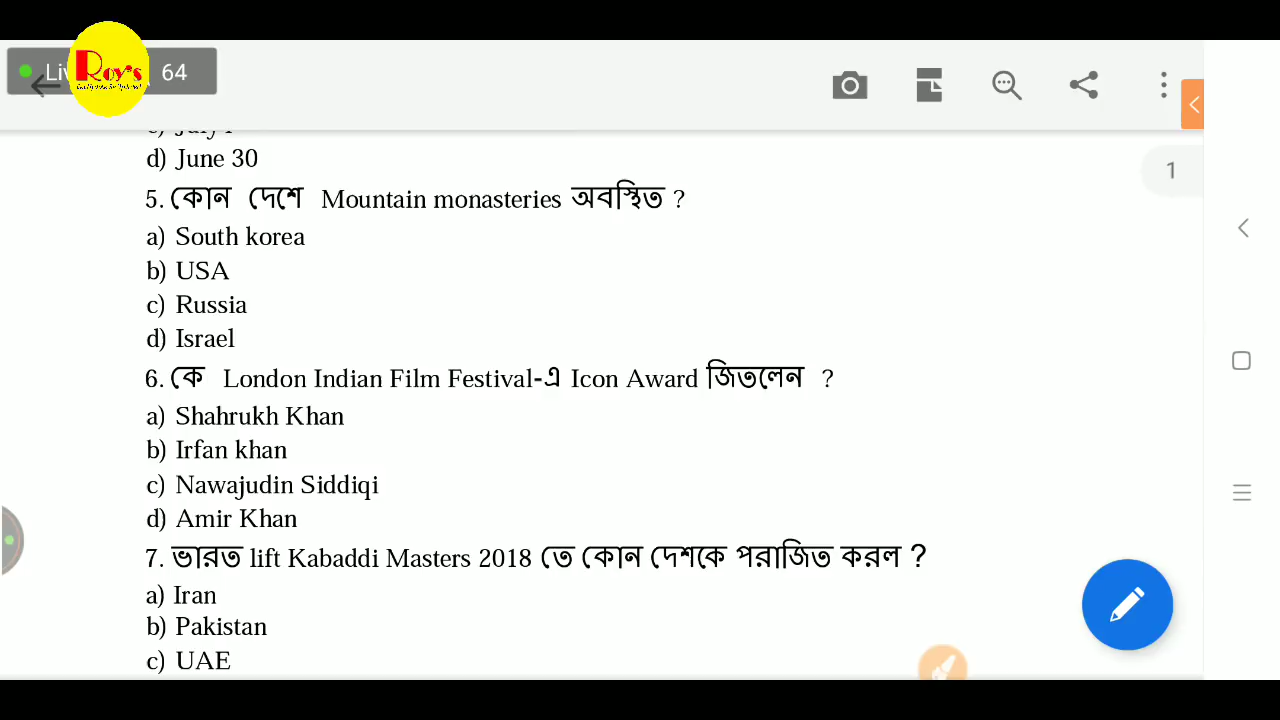 Liv 64
Roy's
1
d) June 30
5. কোন দেশে Mountain monasteries অবস্থিত ?
a) South korea
b) USA
c) Russia
d) Israel
6. কে London Indian Film Festival-এ Icon Award জিতলেন ?
a) Shahrukh Khan
b) Irfan khan
c) Nawajudin Siddiqi
d) Amir Khan
7. ভারত lift Kabaddi Masters 2018 তে কোন দেশকে পরাজিত করল ?
a) Iran
b) Pakistan
c) UAE